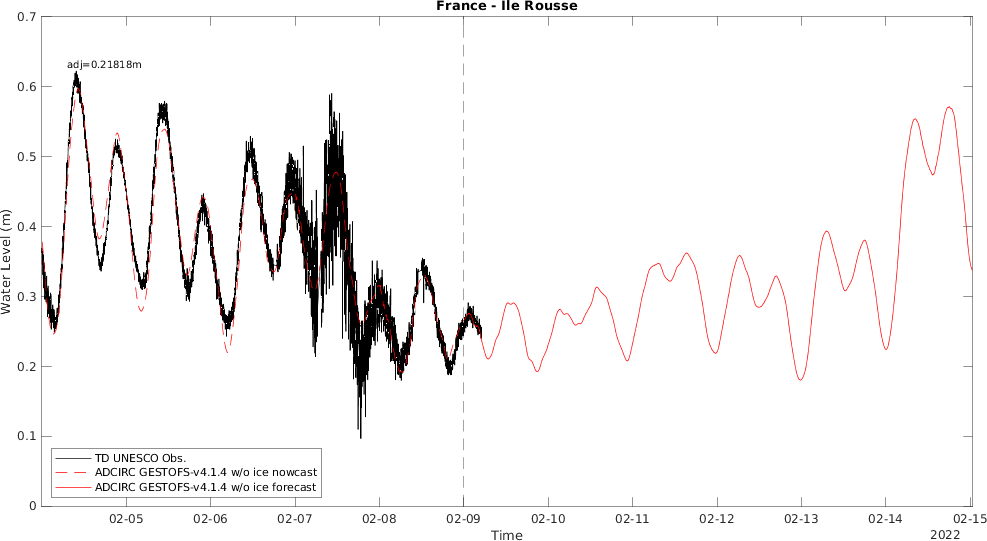 France - Ile Rousse
adj=0.21818m
0.7
0.6
0.5
0.4
0.3
0.2
0.1
0
Water Level (m)
TD UNESCO Obs.
ADCIRC GESTOFS-v4.1.4 w/o ice nowcast
ADCIRC GESTOFS-v4.1.4 w/o ice forecast
02-05 02-06 02-07 02-08 02-09 02-10 02-11 02-12 02-13 02-14 02-15
Time
2022